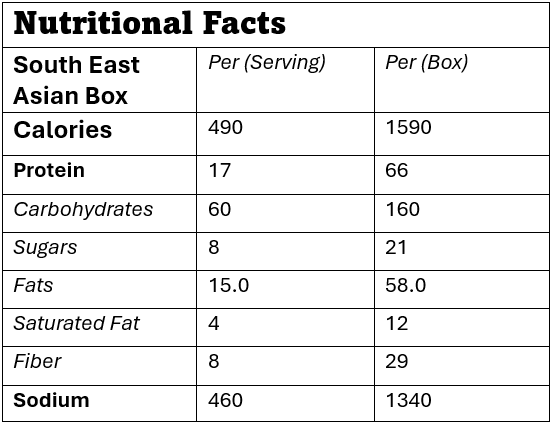 Nutritional Facts
South East Asian Box Per (Serving) Per (Box)
Calories 490 1590
Protein 17 66
Carbohydrates 60 160
Sugars 8 21
Fats 15.0 58.0
Saturated Fat 4 12
Fiber 8 29
Sodium 460 1340